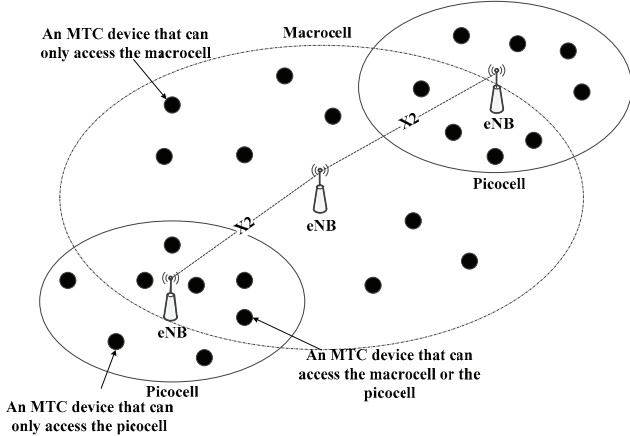 An MTC device that can
only access the macrocell
Macrocell
X2
eNB
Picocell
eNB
X2
eNB
Picocell
An MTC device that can
access the macrocell or the
picocell
An MTC device that can
only access the picocell